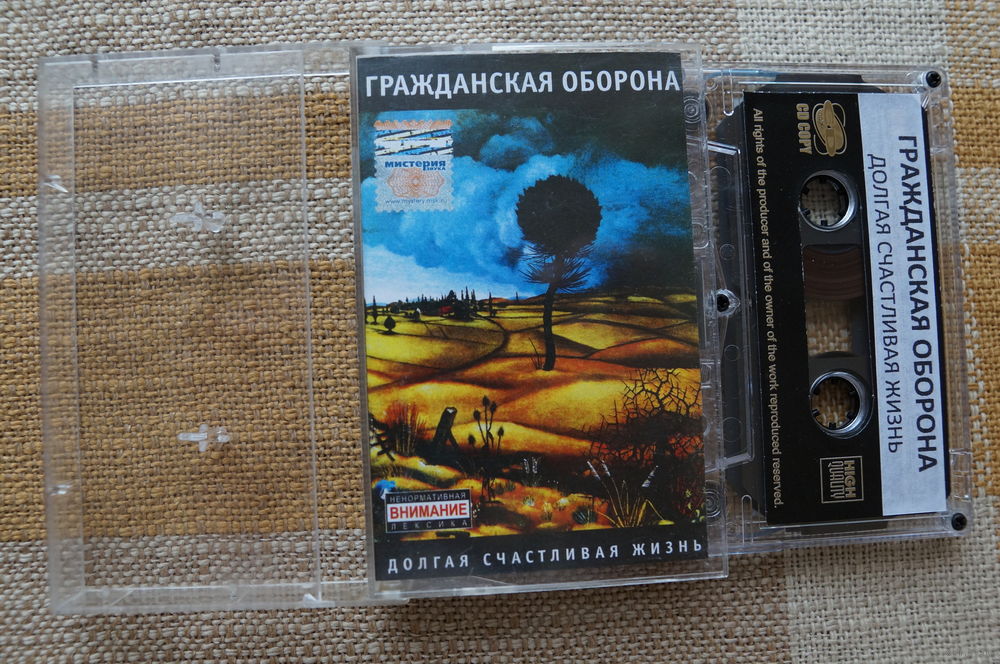 ГРАЖДАНСКАЯ ОБОРОНА
МИСТЕРИЯ
ЗВУКА
www.mystery.msk.ru
НЕНОРМАТИВНАЯ
ВНИМАНИЕ
ЛЕКСИКА
ДОЛГАЯ СЧАСТЛИВАЯ ЖИЗНЬ
ГРАЖДАНСКАЯ ОБОРОНА
ДОЛГАЯ СЧАСТЛИВАЯ ЖИЗНЬ
CD COPY
HIGH
QUALITY
All rights of the producer and of the owner of the work reproduced reserved.